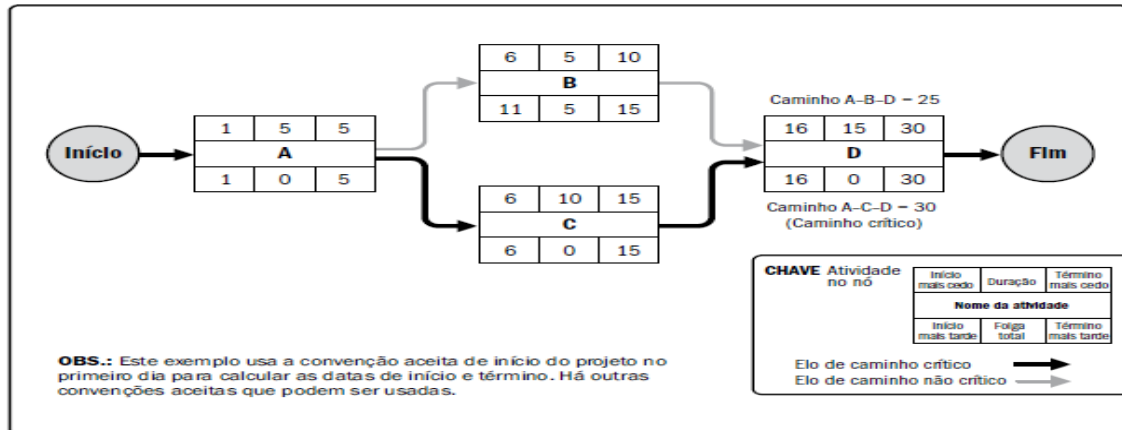 Início
1 5 5
A
1 0 5
6 5 10
B
11 5 15
6 10 15
C
6 0 15
Caminho A-B-D = 25
16 15 30
D
16 0 30
Caminho A-C-D = 30
(Caminho crítico)
Fim
CHAVE Atividade
no nó
Início
mais cedo
Duração
Término
mais cedo
Nome da atividade
Início
mais tarde
Folga
total
Término
mais tarde
Elo de caminho crítico
Elo de caminho não crítico
OBS.: Este exemplo usa a convenção aceita de início do projeto no
primeiro dia para calcular as datas de início e término. Há outras
convenções aceitas que podem ser usadas.